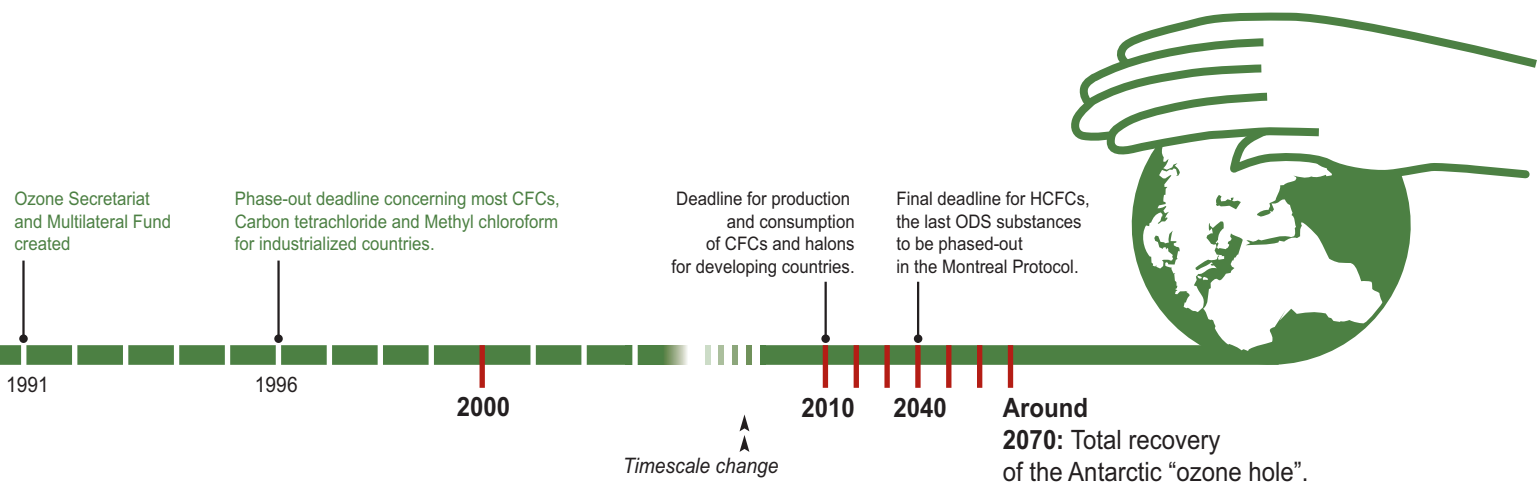 Ozone Secretariat
and Multilateral Fund
created
Phase-out deadline concerning most CFCs,
Carbon tetrachloride and Methyl chloroform
for industrialized countries.
Deadline for production
and consumption
of CFCs and halons
for developing countries.
Final deadline for HCFCs,
the last ODS substances
to be phased-out
in the Montreal Protocol.
1991
1996
2000
2010
2040
Around
2070: Total recovery
of the Antarctic “ozone hole”.
Timescale change